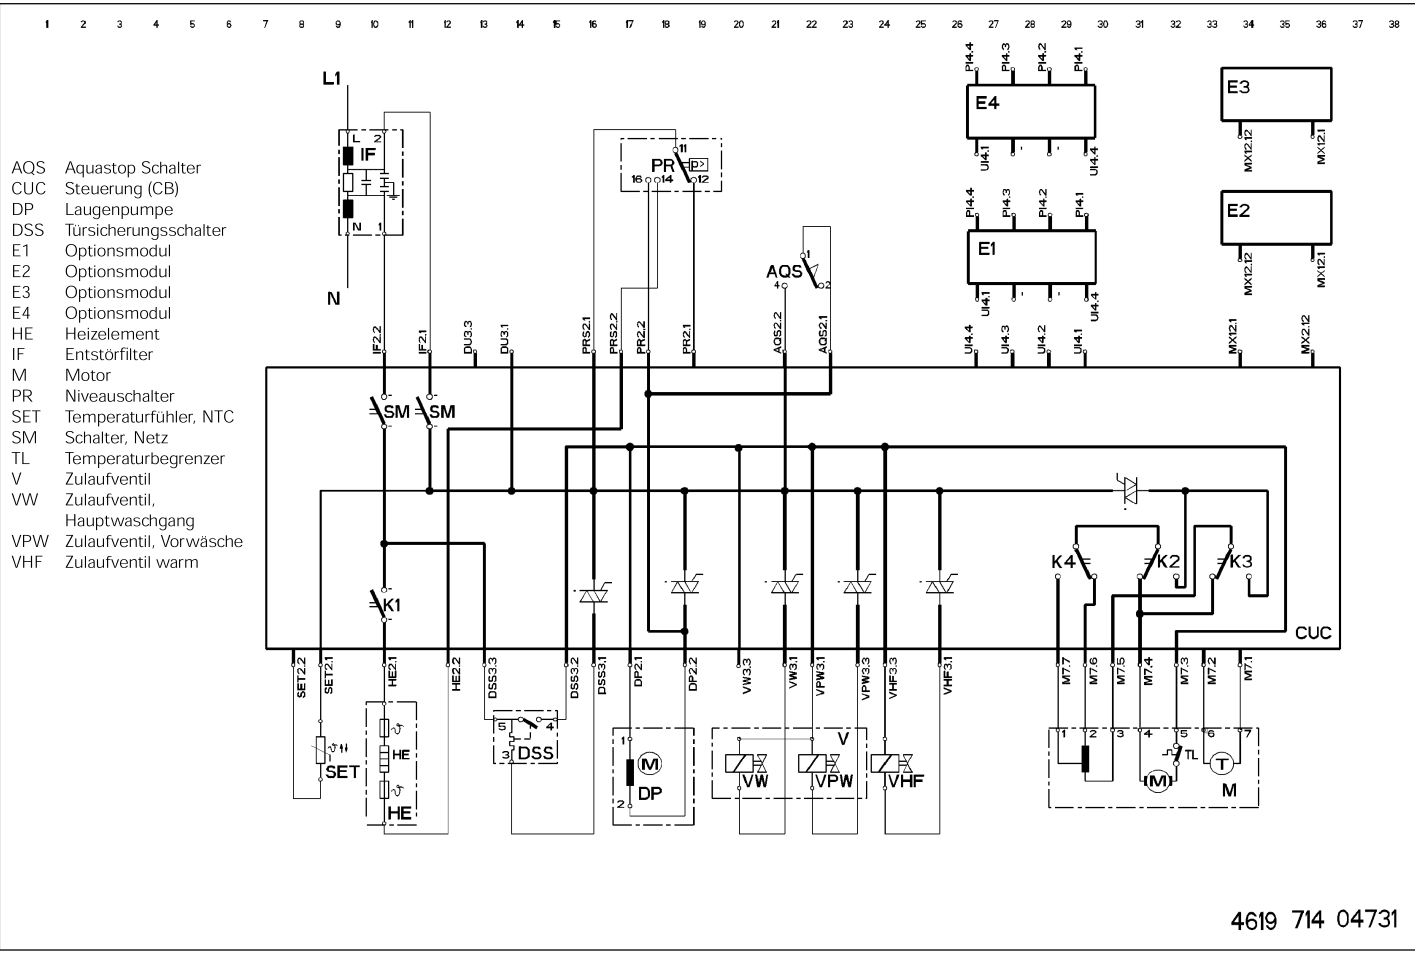 1 2 3 4 5 6 7 8 9 10 11 12 13 14 15 16 17 18 19 20 21 22 23 24 25 26 27 28 29 30 31 32 33 34 35 36 37 38
AQS Aquastop Schalter
CUC Steuerung (CB)
DP Laugenpumpe
DSS Türsicherungsschalter
E1 Optionsmodul
E2 Optionsmodul
E3 Optionsmodul
E4 Optionsmodul
HE Heizelement
IF Entstörfilter
M Motor
PR Niveauschalter
SET Temperaturfühler, NTC
SM Schalter, Netz
TL Temperaturbegrenzer
V Zulaufventil
VW Zulaufventil,
Hauptwaschgang
VPW Zulaufventil, Vorwäsche
VHF Zulaufventil warm
L1
L 2
IF
N 1
N
11
PR p>
16 14 12
1
AQS
4 2
PI4.4 PI4.3 PI4.2 PI4.1
E4
UI4.1 UI4.4
PI4.4 PI4.3 PI4.2 PI4.1
E1
UI4.1 UI4.4
E3
MX12.12 MX12.1
E2
MX12.12 MX12.1
IF2.2 IF2.1 DU3.3 DU3.1 PRS2.1 PRS2.2 PR2.2 PR2.1 AQS2.2 AQS2.1 UI4.4 UI4.3 UI4.2 UI4.1 MX12.1 MX2.12
SM SM
K4 K2 K3
K1
CUC
SET2.2 SET2.1 HE2.1 HE2.2 DSS3.3 DSS3.2 DSS3.1 DP2.1 DP2.2 VW3.3 VW3.1 VPW3.1 VPW3.3 VHF3.3 VHF3.1 M7.7 M7.6 M7.5 M7.4 M7.3 M7.2 M7.1
SET
HE
HE
5 4
3 DSS
1
M
DP
2
V
VW VPW VHF
1 2 3 4 5 6 7
TL
M T
M
4619 714 04731